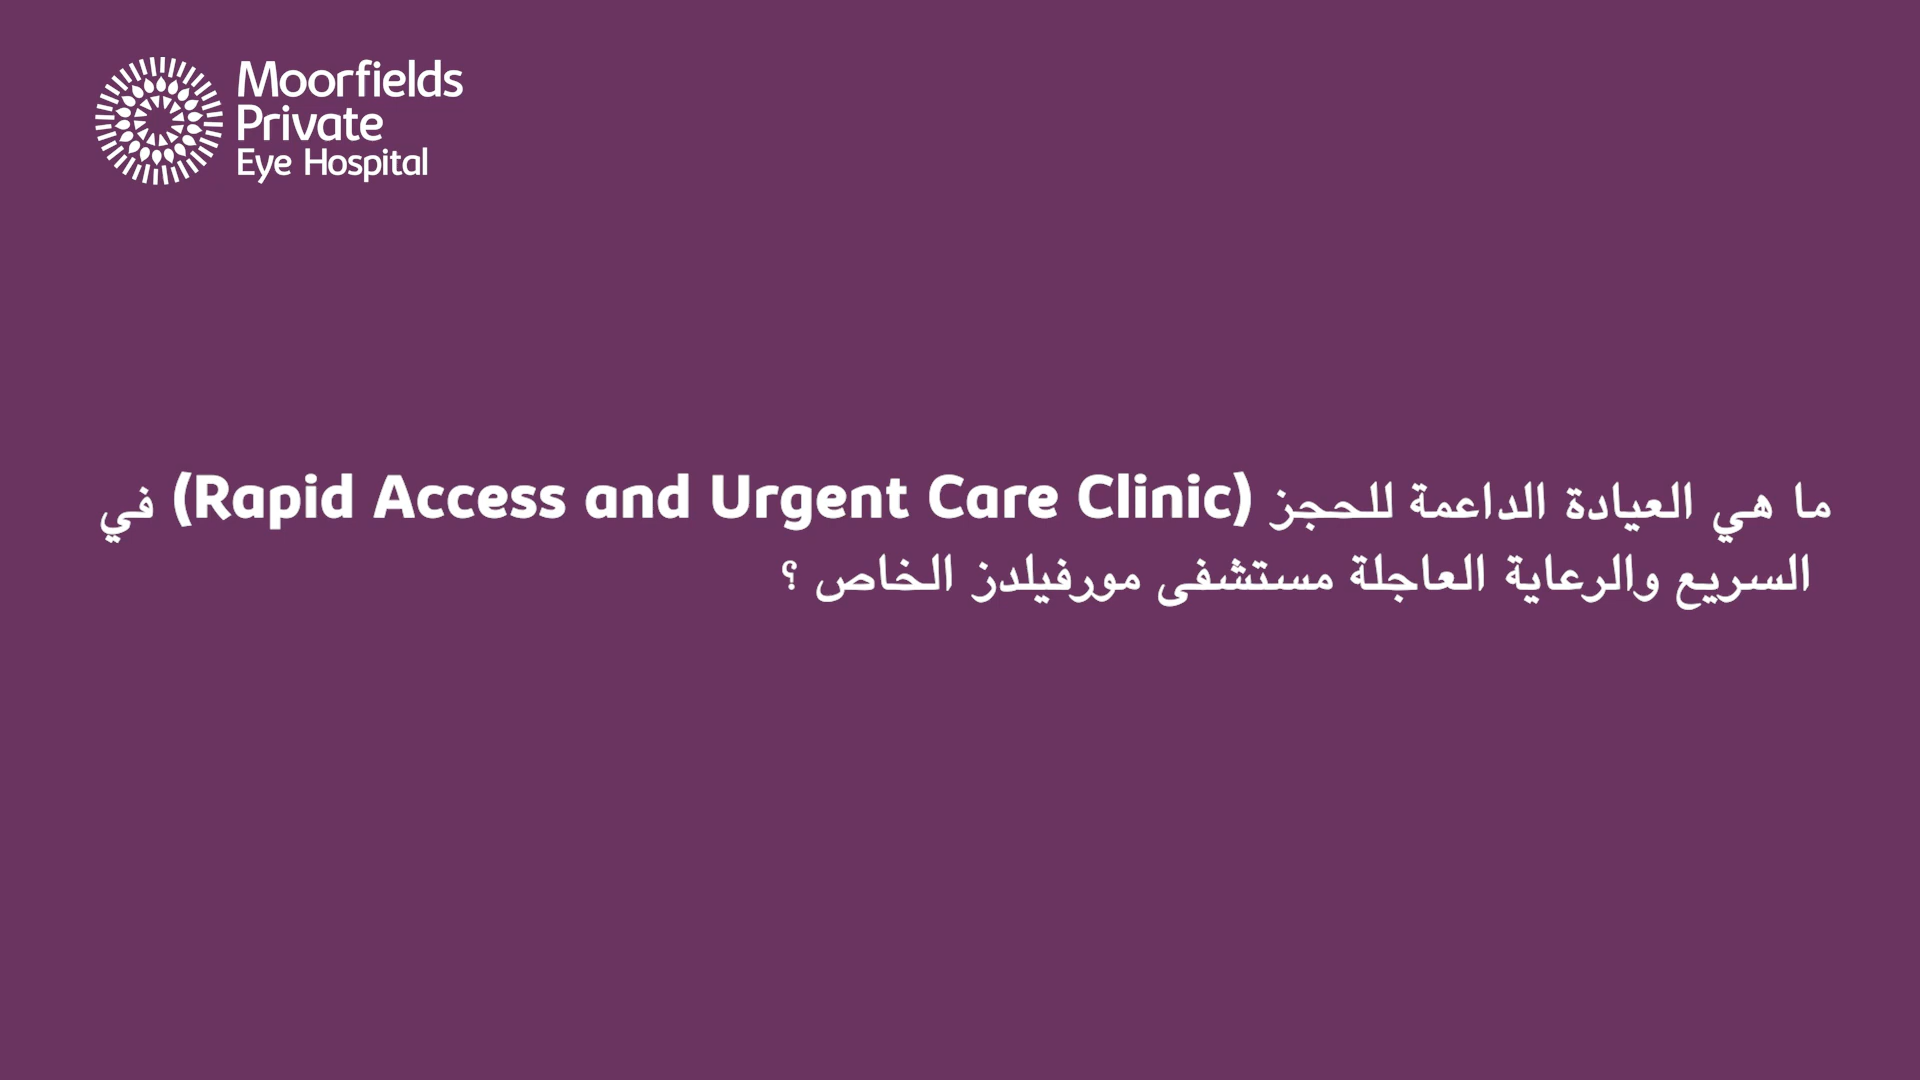 Moorfields
Private
Eye Hospital
ما هي العيادة الداعمة للحجز (Rapid Access and Urgent Care Clinic) في
السريع والرعاية العاجلة مستشفى مورفيلدز الخاص ؟